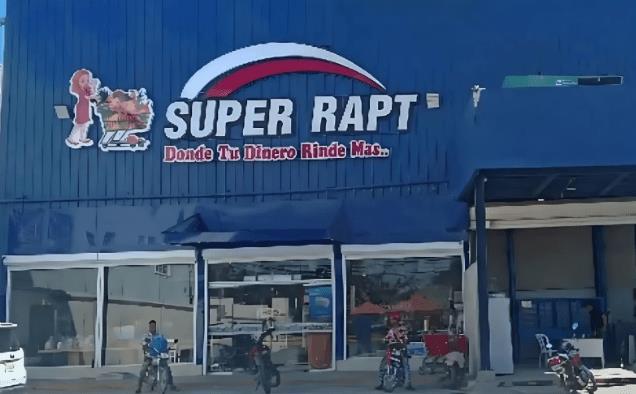 SUPER RAPT
Donde Tu Dinero Rinde Mas..